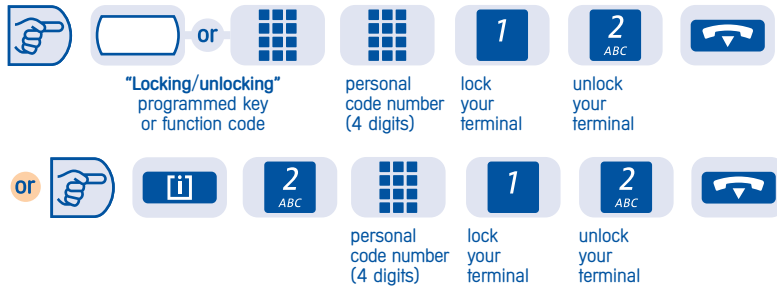 or
1
2
ABC
"Locking/unlocking"
programmed key
or function code
personal
code number
(4 digits)
lock
your
terminal
unlock
your
terminal
or
i
2
ABC
1
2
ABC
personal
code number
(4 digits)
lock
your
terminal
unlock
your
terminal